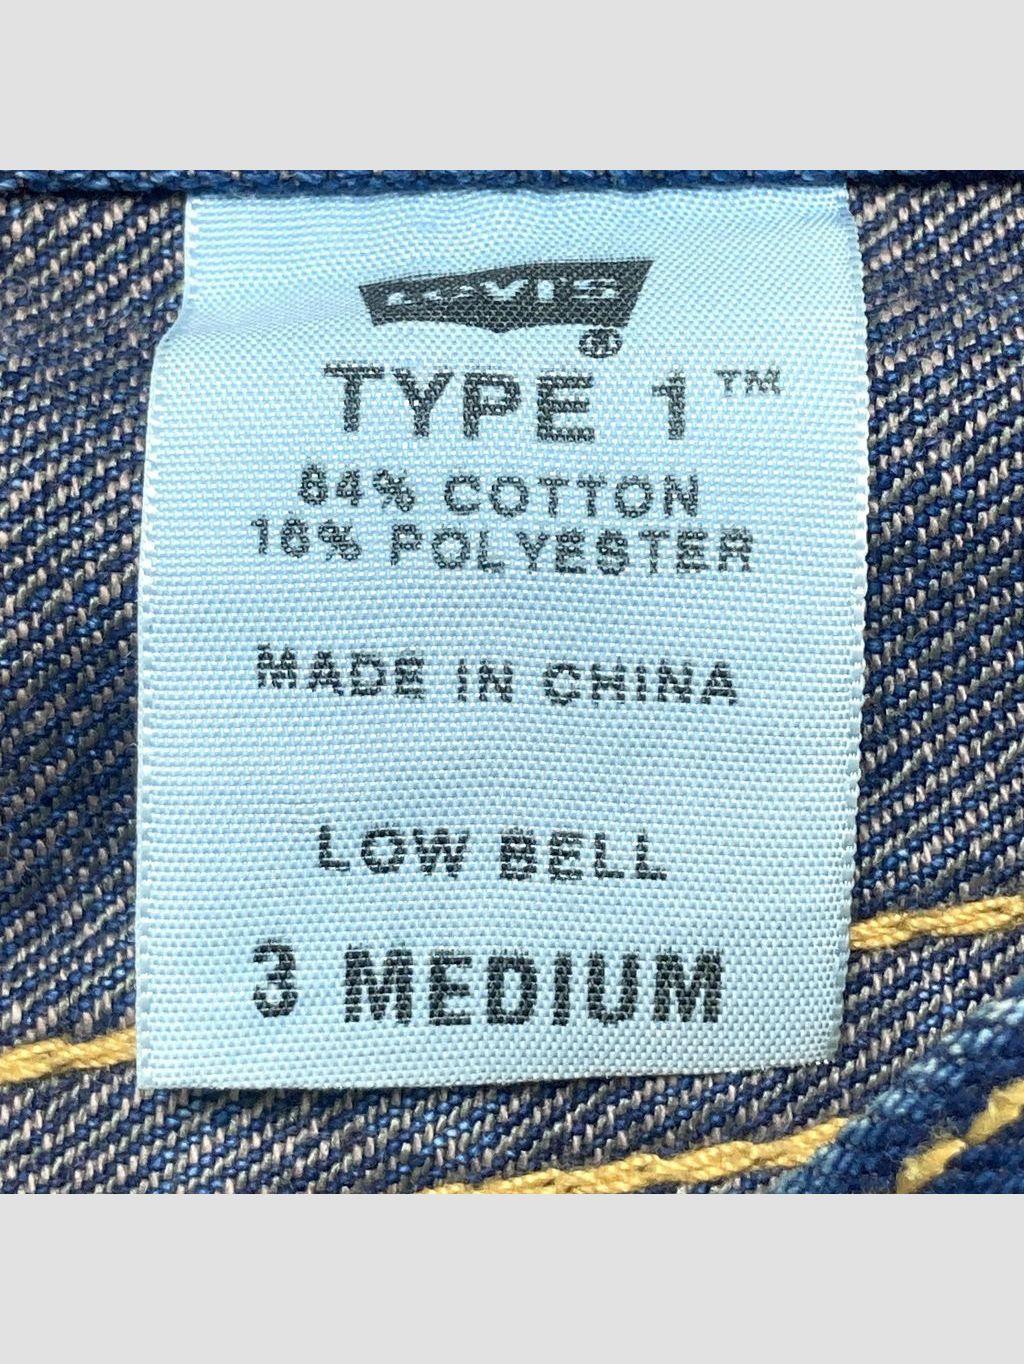 Levi's
®
TYPE 1™
84% COTTON
16% POLYESTER
MADE IN CHINA
LOW BELL
3 MEDIUM